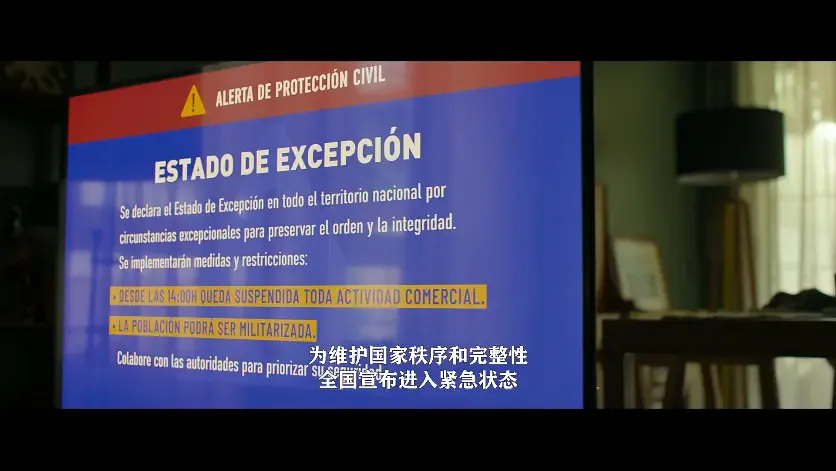 ALERTA DE PROTECCIÓN CIVIL
ESTADO DE EXCEPCIÓN
Se declara el Estado de Excepción en todo el territorio nacional por
circunstancias excepcionales para preservar el orden y la integridad.
Se implementarán medidas y restricciones:
• DESDE LAS 14:00H QUEDA SUSPENDIDA TODA ACTIVIDAD COMERCIAL.
• LA POBLACIÓN PODRÁ SER MILITARIZADA.
Colabore con las autoridades para priorizar su seguridad.
为维护国家秩序和完整性
全国宣布进入紧急状态